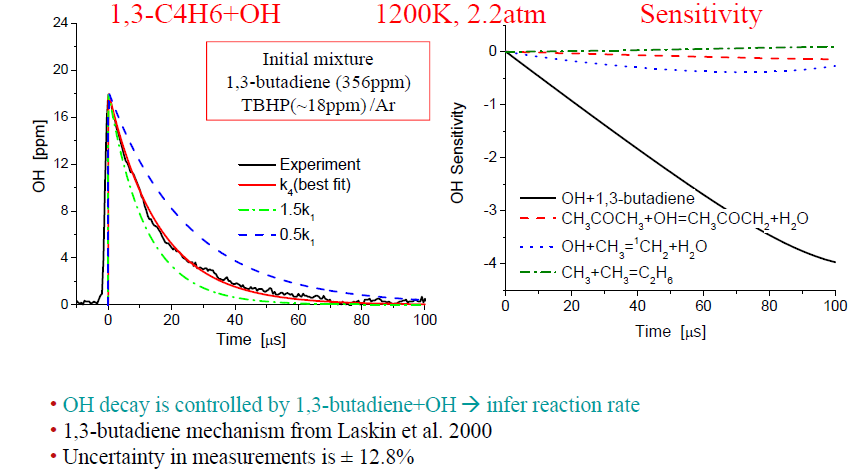 1,3-C4H6+OH 1200K, 2.2atm Sensitivity
24
20
16
12
8
4
0
OH [ppm]
Initial mixture
1,3-butadiene (356ppm)
TBHP(~18ppm)/Ar
Experiment
k₄(best fit)
1.5k₁
0.5k₁
0 20 40 60 80 100
Time [µs]
0
-1
-2
-3
-4
OH Sensitivity
OH+1,3-butadiene
CH₃COCH₃+OH=CH₃COCH₂+H₂O
OH+CH₃=¹CH₂+H₂O
CH₃+CH₃=C₂H₆
0 20 40 60 80 100
Time [µs]
• OH decay is controlled by 1,3-butadiene+OH → infer reaction rate
• 1,3-butadiene mechanism from Laskin et al. 2000
• Uncertainty in measurements is ± 12.8%